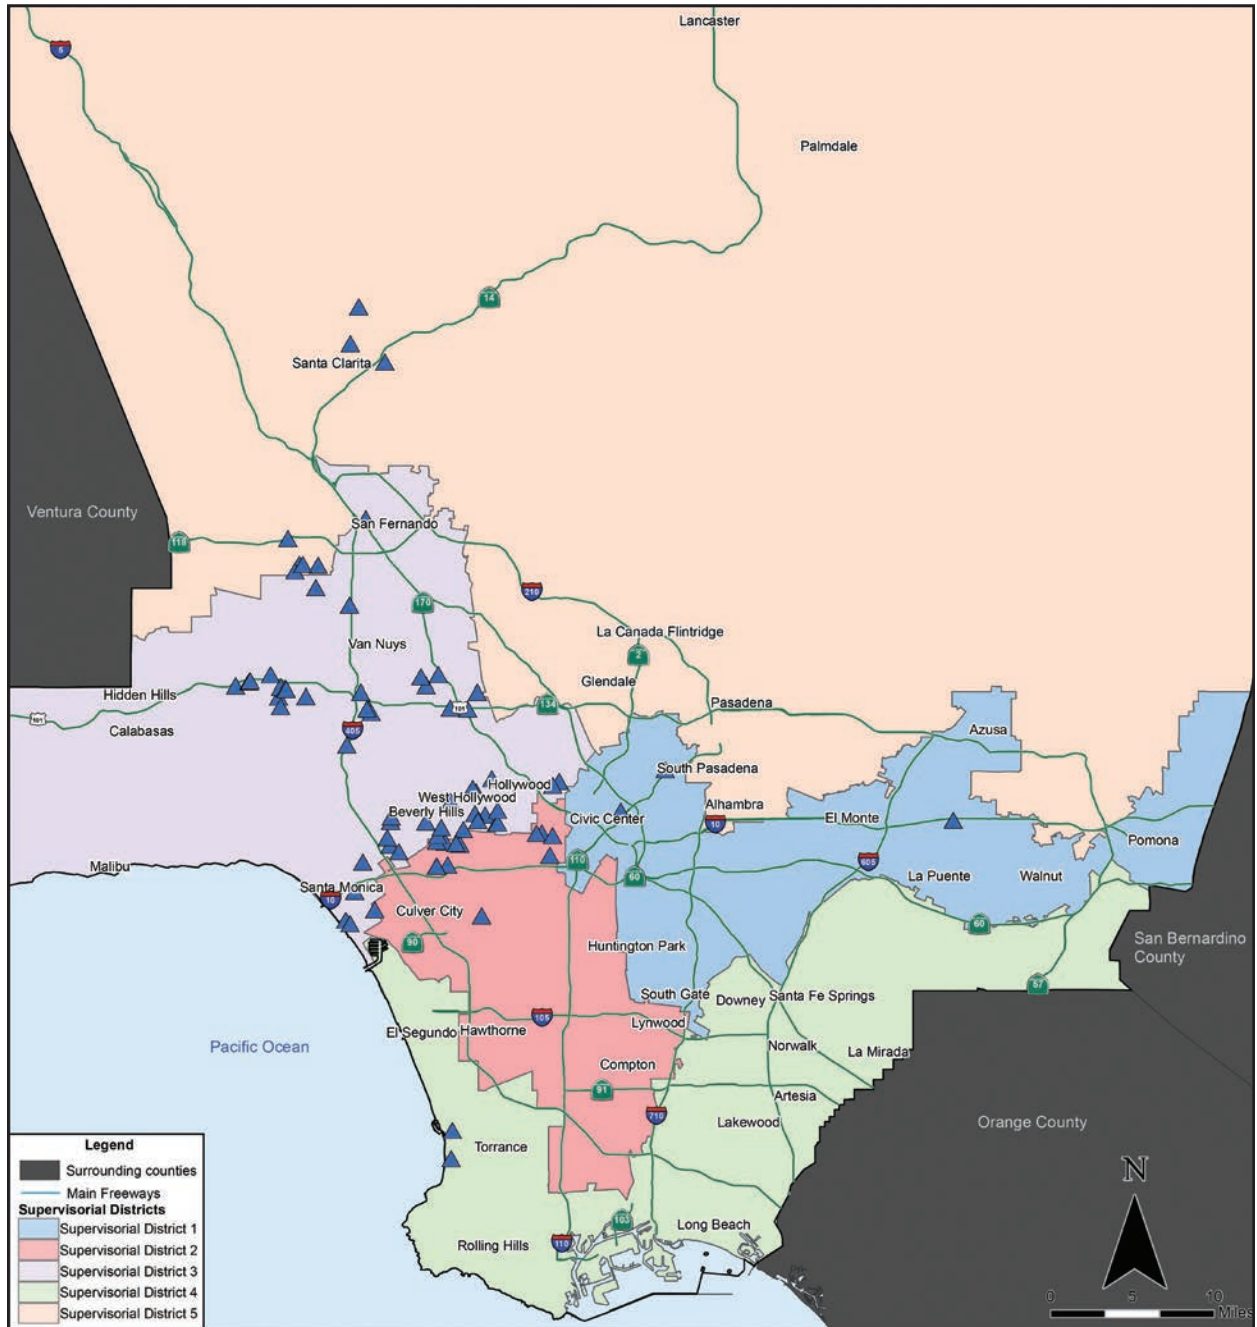 Lancaster
5
Palmdale
14
Santa Clarita
Ventura County
San Fernando
118
210
170
La Canada Flintridge
Van Nuys
2
Glendale
Hidden Hills
Pasadena
101
134
101
Calabasas
405
Azusa
South Pasadena
Hollywood
West Hollywood
Beverly Hills
Alhambra
Civic Center
El Monte
10
Pomona
Malibu
110
605
La Puente
Walnut
60
Santa Monica
10
Culver City
60
90
Huntington Park
San Bernardino
County
57
South Gate
Downey
Santa Fe Springs
105
Lynwood
El Segundo
Hawthorne
Pacific Ocean
Norwalk
La Mirada
Compton
91
Artesia
710
Lakewood
Orange County
Torrance
N
103
Long Beach
110
Rolling Hills
Legend
Surrounding counties
Main Freeways
Supervisorial Districts
Supervisorial District 1
Supervisorial District 2
Supervisorial District 3
Supervisorial District 4
Supervisorial District 5
0 5 10
Miles